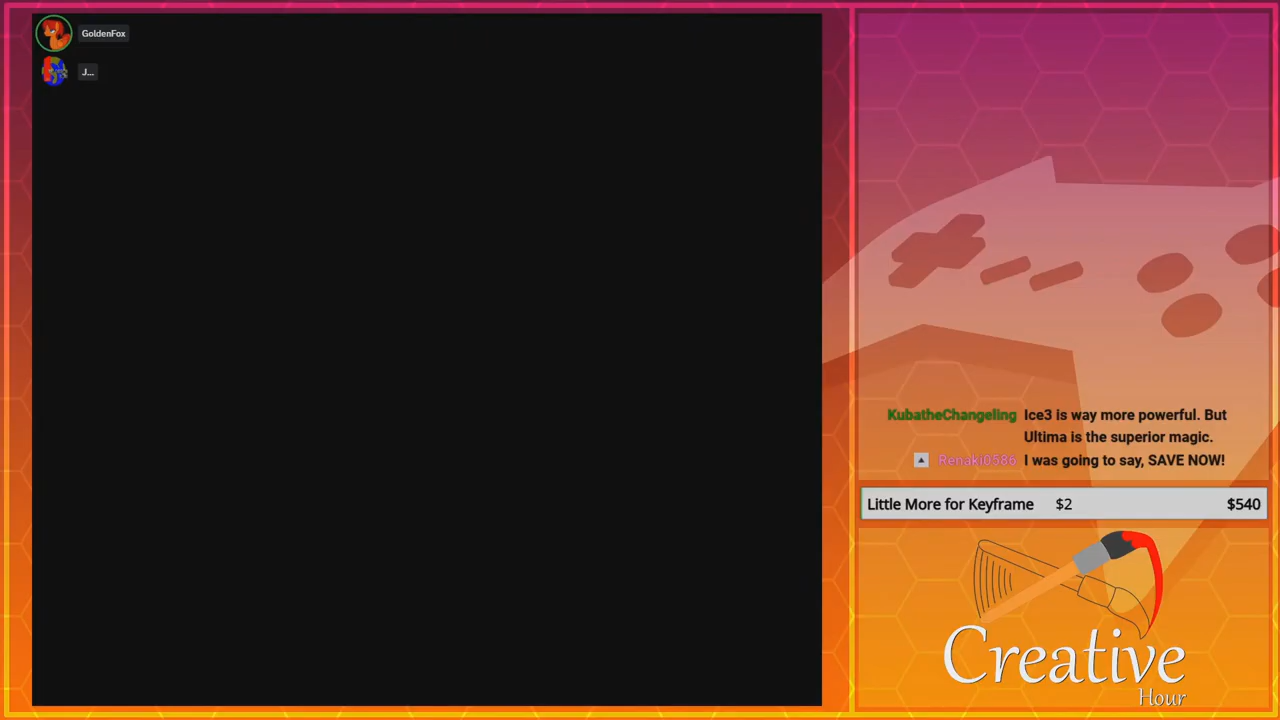 GoldenFox
J...
KubatheChangeling Ice3 is way more powerful. But
Ultima is the superior magic.
Renaki0586 I was going to say, SAVE NOW!
Little More for Keyframe $2 $540
Creative
Hour